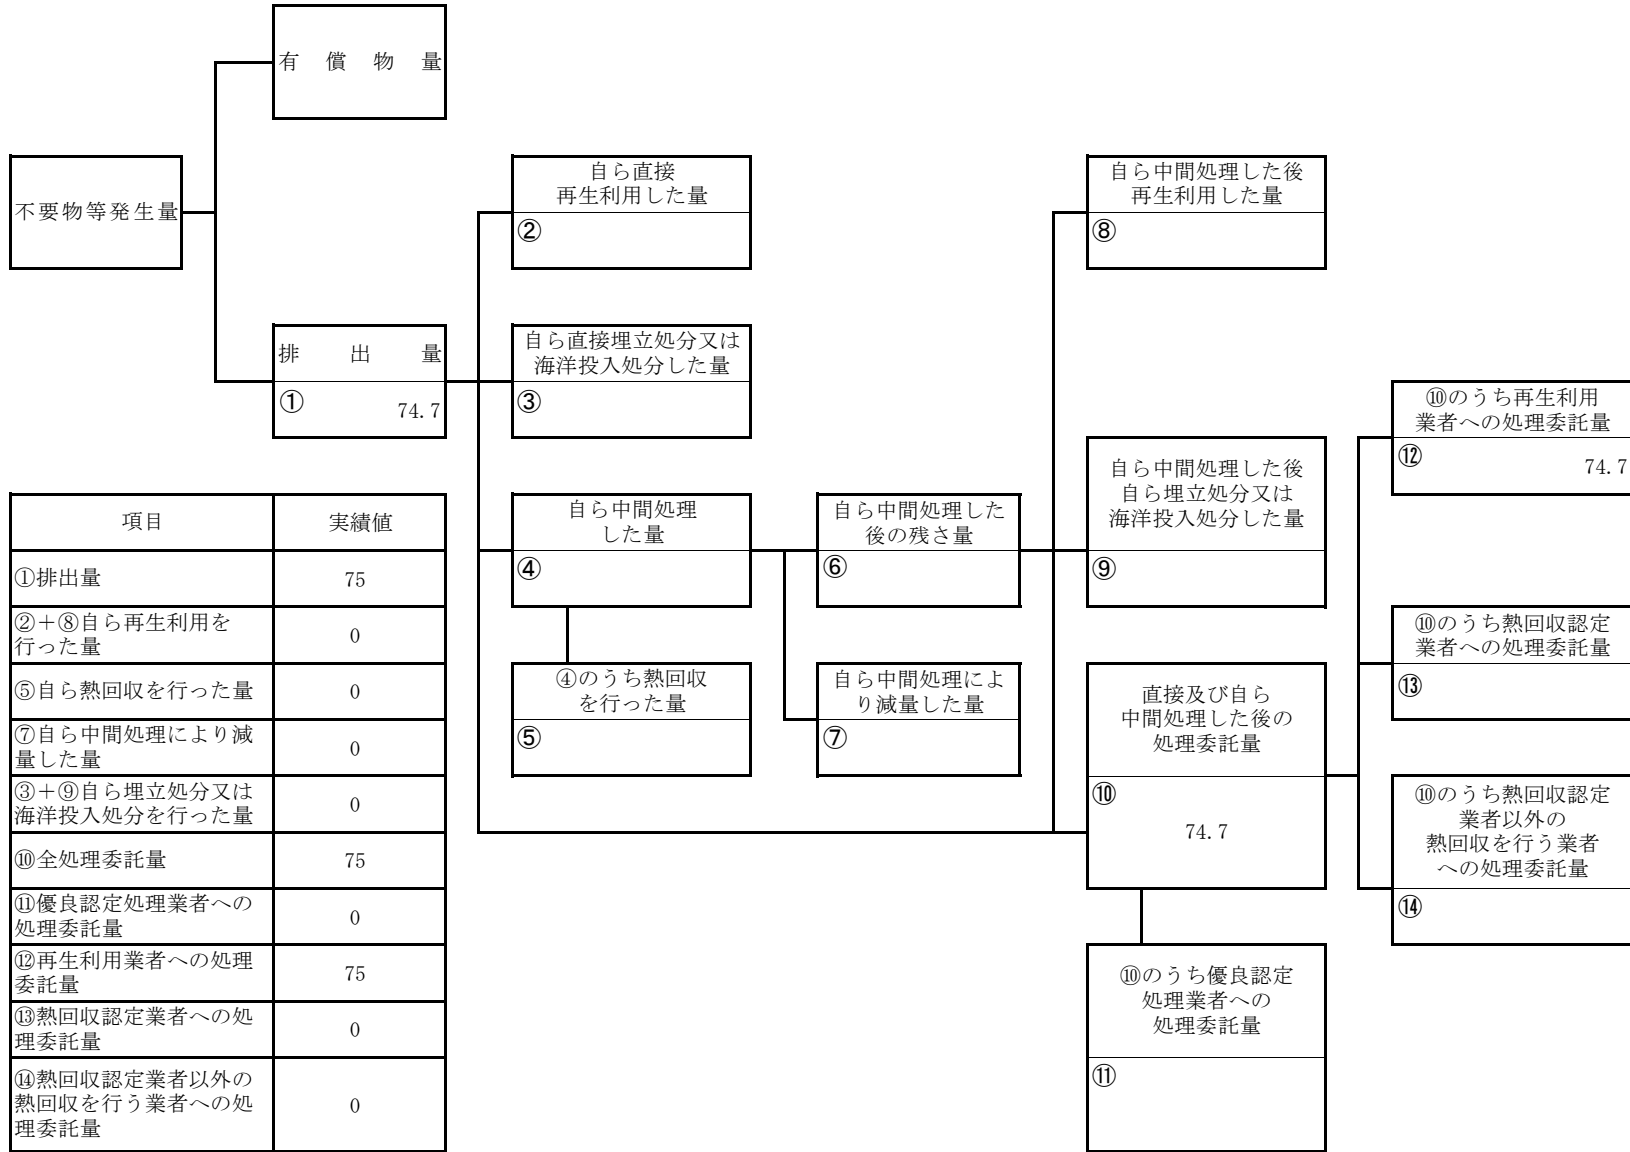 有償物量
不要物等発生量
排出量
①
74.7
自ら直接
再生利用した量
②
自ら直接埋立処分又は
海洋投入処分した量
③
自ら中間処理
した量
④
④のうち熱回収
を行った量
⑤
自ら中間処理した
後の残さ量
⑥
自ら中間処理によ
り減量した量
⑦
自ら中間処理した後
再生利用した量
⑧
自ら中間処理した後
自ら埋立処分又は
海洋投入処分した量
⑨
直接及び自ら
中間処理した後の
処理委託量
⑩
74.7
⑩のうち優良認定
処理業者への
処理委託量
⑪
⑩のうち再生利用
業者への処理委託量
⑫
74.7
⑩のうち熱回収認定
業者への処理委託量
⑬
⑩のうち熱回収認定
業者以外の
熱回収を行う業者
への処理委託量
⑭
項目 実績値
①排出量 75
②＋⑧自ら再生利用を
行った量 0
⑤自ら熱回収を行った量 0
⑦自ら中間処理により減
量した量 0
③＋⑨自ら埋立処分又は
海洋投入処分を行った量 0
⑩全処理委託量 75
⑪優良認定処理業者への
処理委託量 0
⑫再生利用業者への処理
委託量 75
⑬熱回収認定業者への処
理委託量 0
⑭熱回収認定業者以外の
熱回収を行う業者への処 0
理委託量